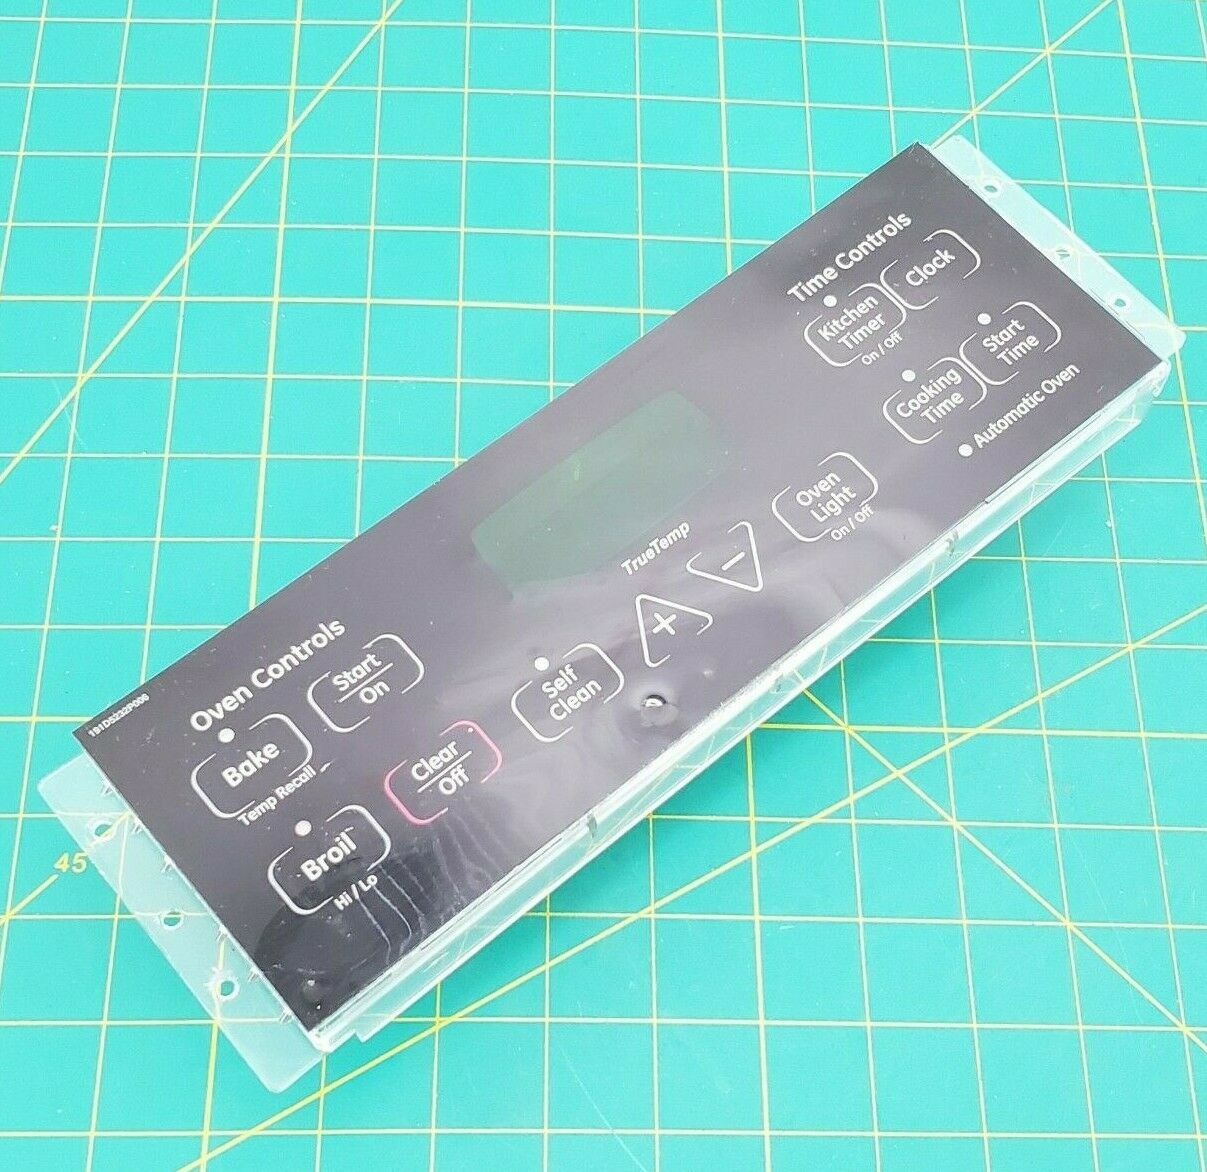 Oven Controls
Bake
Temp Recall
Start
On
Broil
Hi / Lo
Clear
Off
Self
Clean
TrueTemp
+
-
Oven
Light
On / Off
Time Controls
Kitchen
Timer
On / Off
Clock
Cooking
Time
Start
Time
Automatic Oven
45